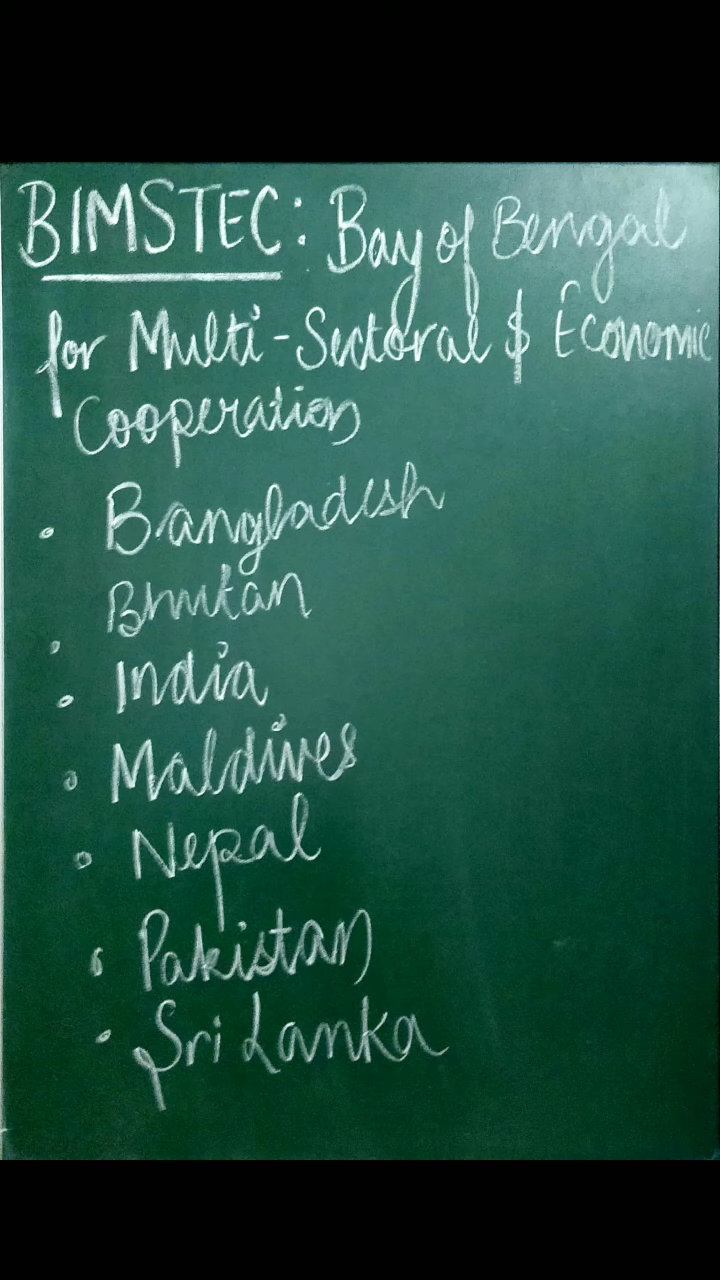 BIMSTEC: Bay of Bengal
for Multi-Sectoral & Economic
Cooperation
• Bangladesh
• Bhutan
• India
• Maldives
• Nepal
• Pakistan
• Sri Lanka